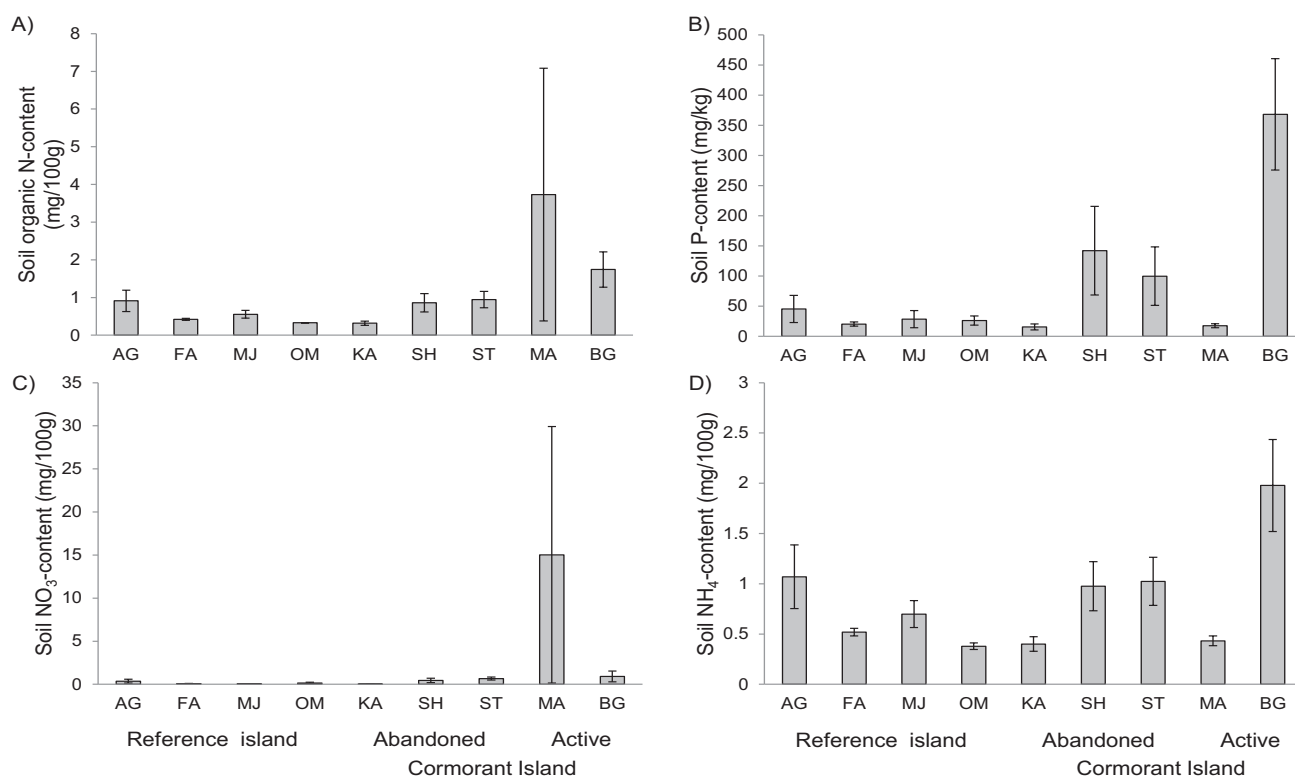 A)
Soil organic N-content
(mg/100g)
8
7
6
5
4
3
2
1
0
AG FA MJ OM KA SH ST MA BG
B)
Soil P-content (mg/kg)
500
450
400
350
300
250
200
150
100
50
0
AG FA MJ OM KA SH ST MA BG
C)
Soil NO3-content (mg/100g)
35
30
25
20
15
10
5
0
AG FA MJ OM KA SH ST MA BG
Reference island Abandoned Active
Cormorant Island
D)
Soil NH4-content (mg/100g)
3
2.5
2
1.5
1
0.5
0
AG FA MJ OM KA SH ST MA BG
Reference island Abandoned Active
Cormorant Island